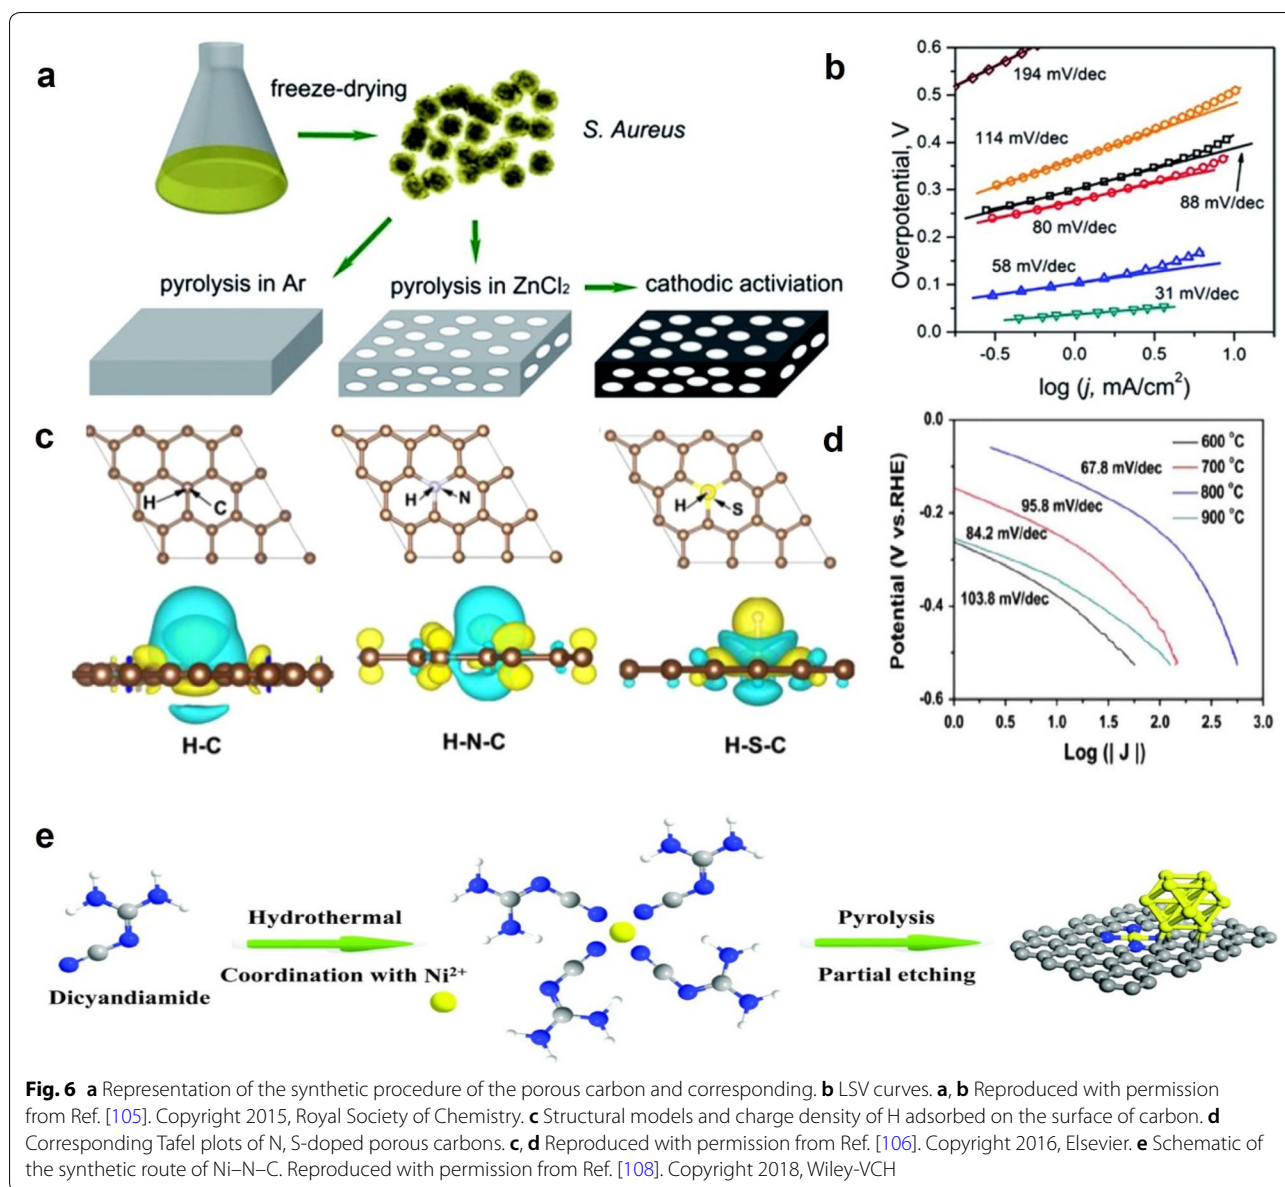 a
freeze-drying
S. Aureus
pyrolysis in Ar
pyrolysis in ZnCl₂
cathodic activiation
b
Overpotential, V
0.6
0.5
0.4
0.3
0.2
0.1
0.0
194 mV/dec
114 mV/dec
88 mV/dec
80 mV/dec
58 mV/dec
31 mV/dec
-0.5 0.0 0.5 1.0
log (j, mA/cm²)
c
H C
H N
H S
H-C
H-N-C
H-S-C
d
Potential (V vs.RHE)
0.0
-0.2
-0.4
-0.6
600 °C
700 °C
800 °C
900 °C
67.8 mV/dec
95.8 mV/dec
84.2 mV/dec
103.8 mV/dec
0.0 0.5 1.0 1.5 2.0 2.5 3.0
Log (| J |)
e
Dicyandiamide
Hydrothermal
Coordination with Ni²⁺
Pyrolysis
Partial etching
Fig. 6 a Representation of the synthetic procedure of the porous carbon and corresponding. b LSV curves. a, b Reproduced with permission
from Ref. [105]. Copyright 2015, Royal Society of Chemistry. c Structural models and charge density of H adsorbed on the surface of carbon. d
Corresponding Tafel plots of N, S-doped porous carbons. c, d Reproduced with permission from Ref. [106]. Copyright 2016, Elsevier. e Schematic of
the synthetic route of Ni–N–C. Reproduced with permission from Ref. [108]. Copyright 2018, Wiley-VCH